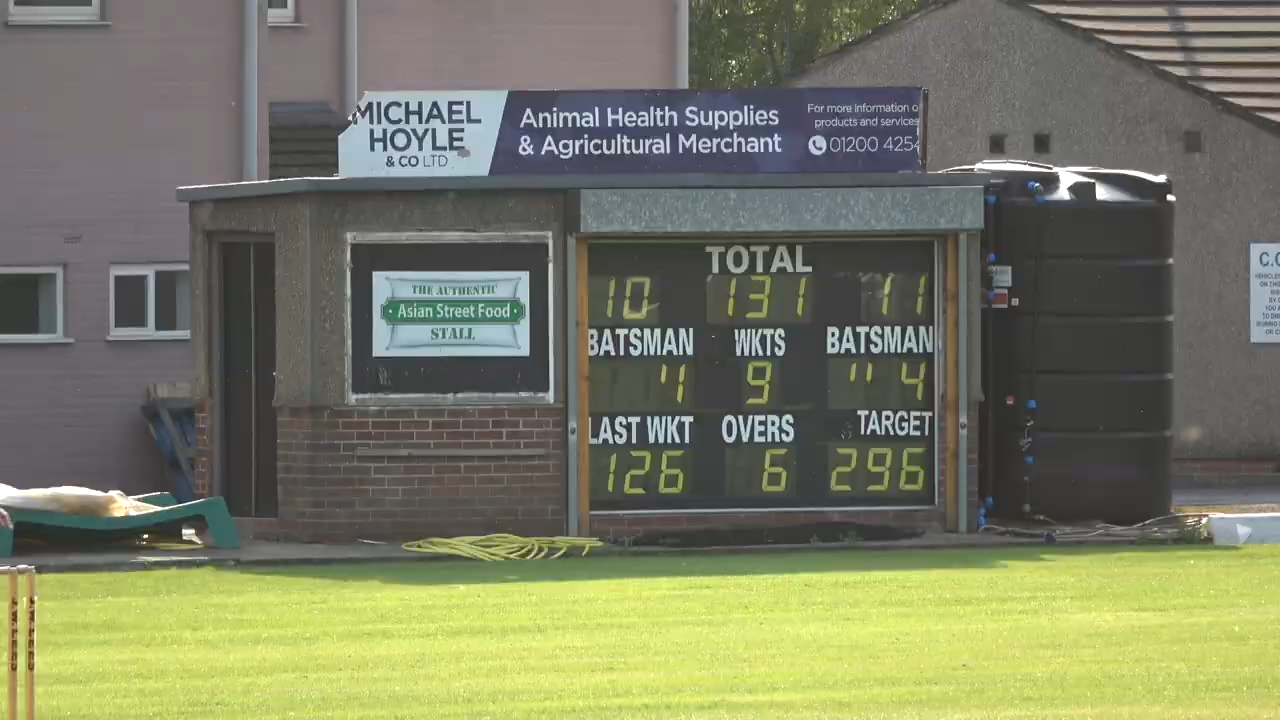 MICHAEL
HOYLE
& CO LTD
Animal Health Supplies
& Agricultural Merchant
For more information o
products and services
01200 4254
THE AUTHENTIC
Asian Street Food
STALL
TOTAL
10 131 11
BATSMAN WKTS BATSMAN
9 4
LAST WKT OVERS TARGET
126 6 296